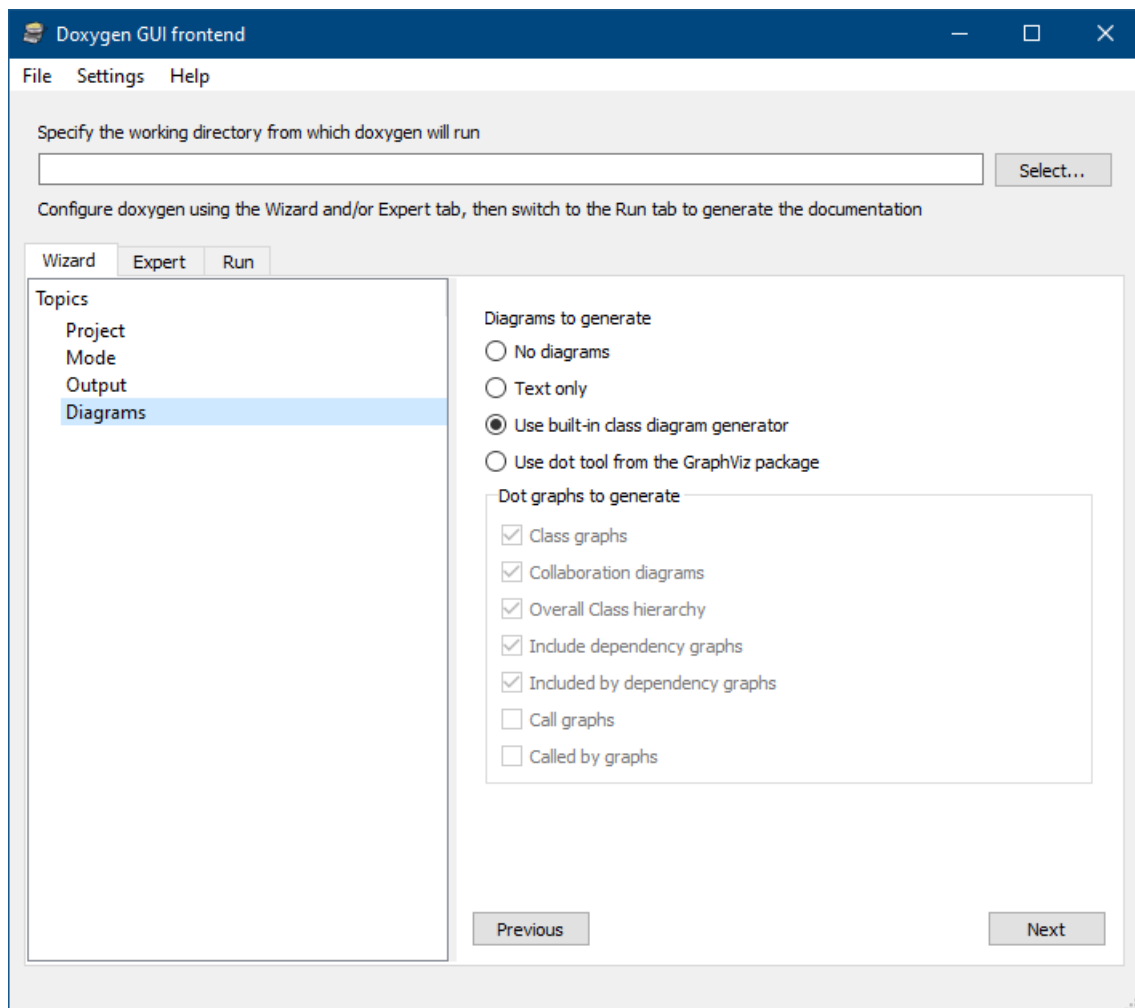 Doxygen GUI frontend
File Settings Help
Specify the working directory from which doxygen will run
Select...
Configure doxygen using the Wizard and/or Expert tab, then switch to the Run tab to generate the documentation
Wizard Expert Run
Topics
Project
Mode
Output
Diagrams
Diagrams to generate
No diagrams
Text only
Use built-in class diagram generator
Use dot tool from the GraphViz package
Dot graphs to generate
Class graphs
Collaboration diagrams
Overall Class hierarchy
Include dependency graphs
Included by dependency graphs
Call graphs
Called by graphs
Previous Next